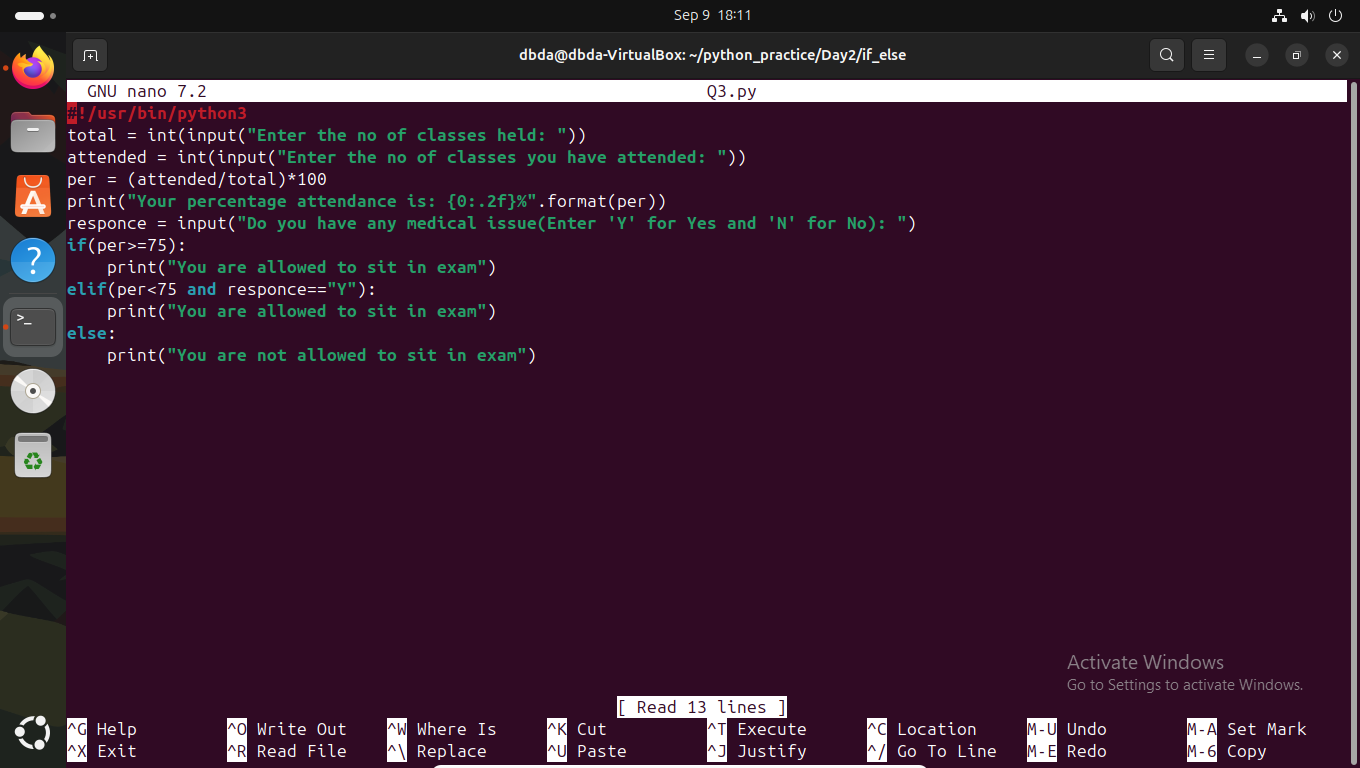 Sep 9 18:11
dbda@dbda-VirtualBox: ~/python_practice/Day2/if_else
GNU nano 7.2 Q3.py
#!/usr/bin/python3
total = int(input("Enter the no of classes held: "))
attended = int(input("Enter the no of classes you have attended: "))
per = (attended/total)*100
print("Your percentage attendance is: {0:.2f}%".format(per))
responce = input("Do you have any medical issue(Enter 'Y' for Yes and 'N' for No): ")
if(per>=75):
    print("You are allowed to sit in exam")
elif(per<75 and responce=="Y"):
    print("You are allowed to sit in exam")
else:
    print("You are not allowed to sit in exam")
Activate Windows
Go to Settings to activate Windows.
[ Read 13 lines ]
^G Help ^O Write Out ^W Where Is ^K Cut ^T Execute ^C Location M-U Undo M-A Set Mark
^X Exit ^R Read File ^\ Replace ^U Paste ^J Justify ^/ Go To Line M-E Redo M-6 Copy